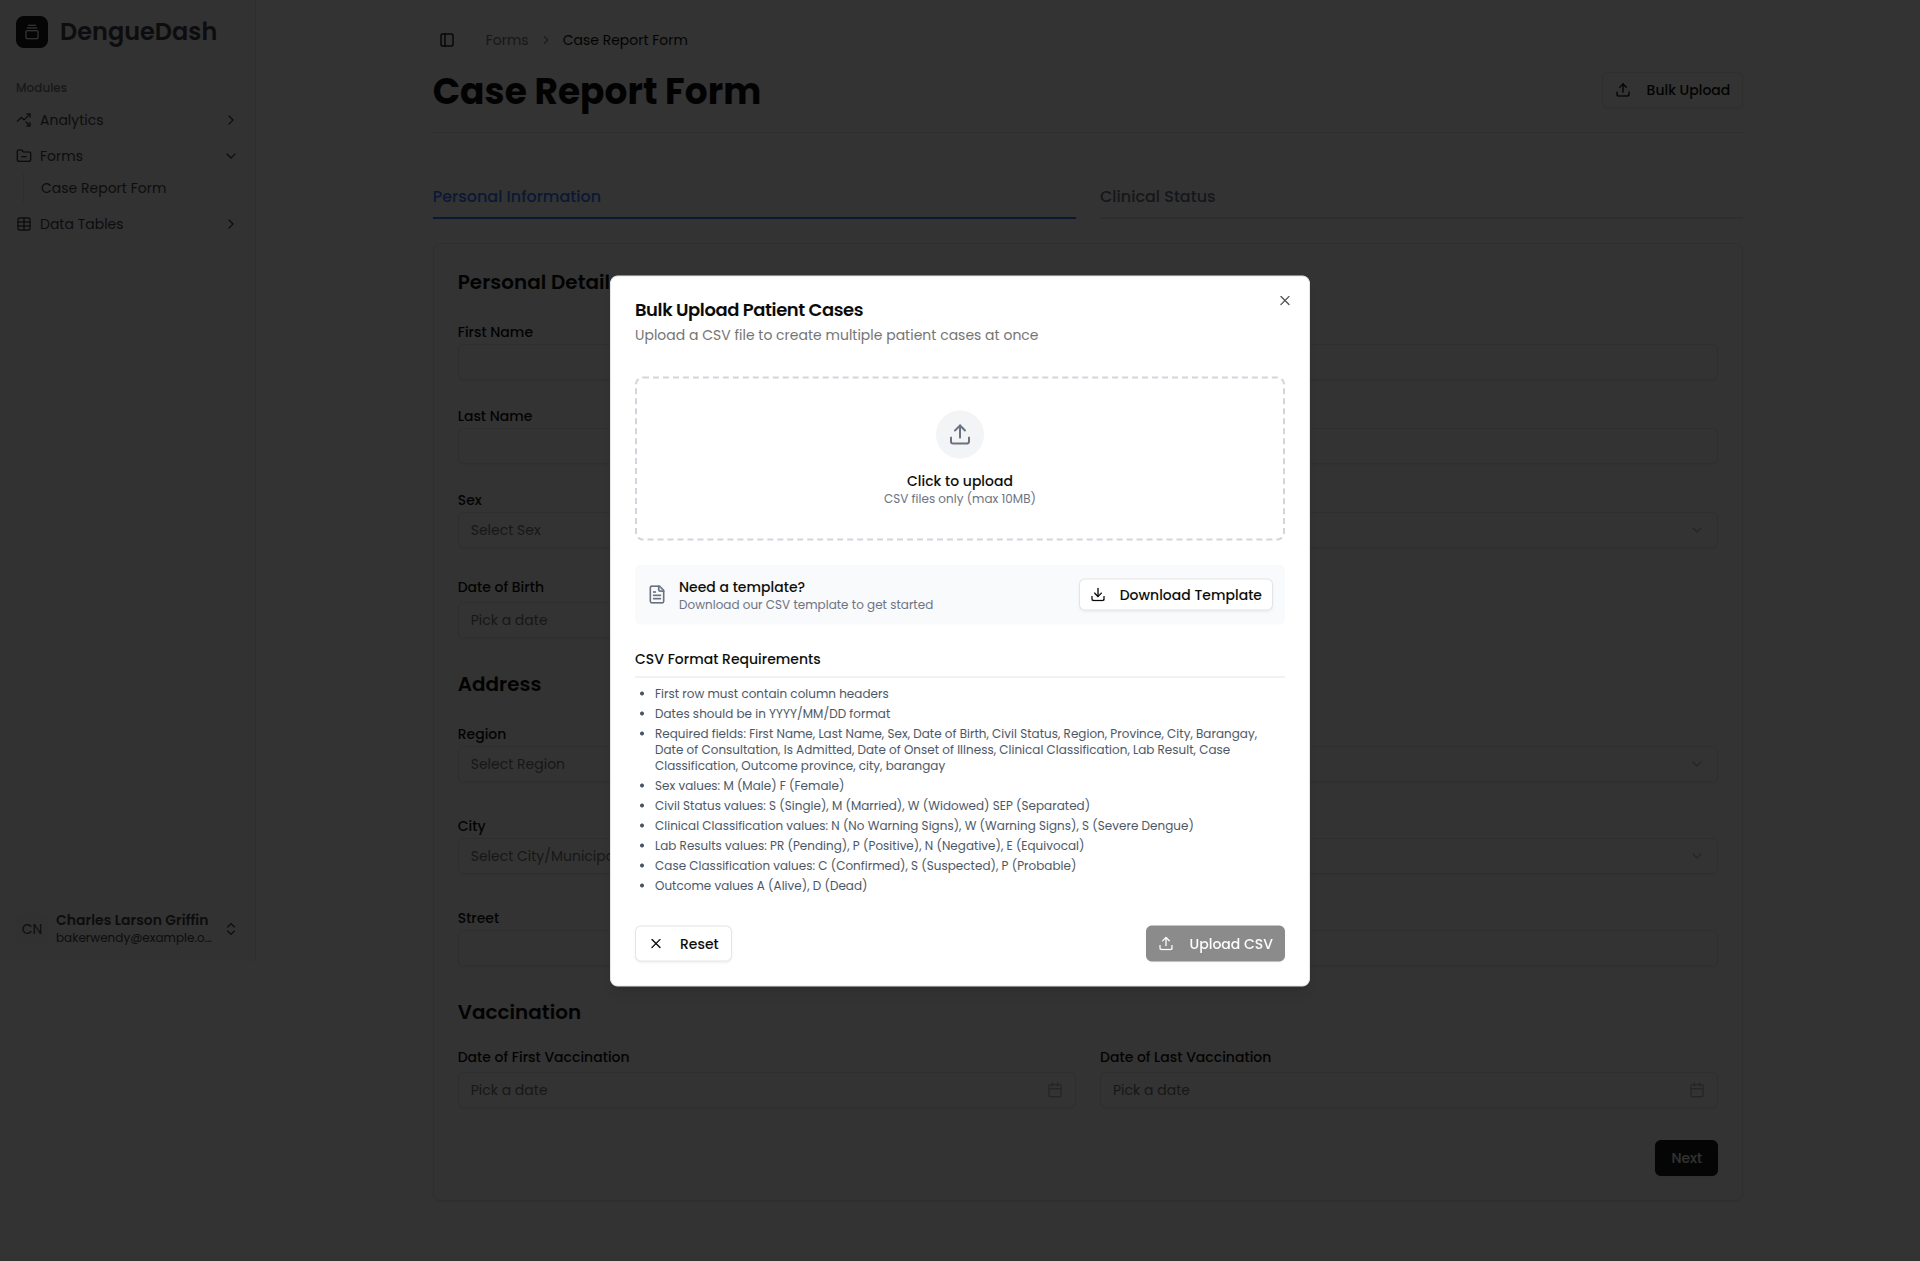 DengueDash
Modules
Analytics
Forms
Case Report Form
Data Tables
CN
Charles Larson Griffin
bakerwendy@example.o...
Forms
Case Report Form
Case Report Form
Bulk Upload
Personal Information
Clinical Status
Personal Detail
First Name
Last Name
Sex
Select Sex
Date of Birth
Pick a date
Address
Region
Select Region
City
Select City/Municip
Street
Vaccination
Date of First Vaccination
Date of Last Vaccination
Pick a date
Pick a date
Next
Bulk Upload Patient Cases
Upload a CSV file to create multiple patient cases at once
Click to upload
CSV files only (max 10MB)
Need a template?
Download our CSV template to get started
Download Template
CSV Format Requirements
• First row must contain column headers
• Dates should be in YYYY/MM/DD format
• Required fields: First Name, Last Name, Sex, Date of Birth, Civil Status, Region, Province, City, Barangay,
Date of Consultation, Is Admitted, Date of Onset of Illness, Clinical Classification, Lab Result, Case
Classification, Outcome province, city, barangay
• Sex values: M (Male) F (Female)
• Civil Status values: S (Single), M (Married), W (Widowed) SEP (Separated)
• Clinical Classification values: N (No Warning Signs), W (Warning Signs), S (Severe Dengue)
• Lab Results values: PR (Pending), P (Positive), N (Negative), E (Equivocal)
• Case Classification values: C (Confirmed), S (Suspected), P (Probable)
• Outcome values A (Alive), D (Dead)
Reset
Upload CSV